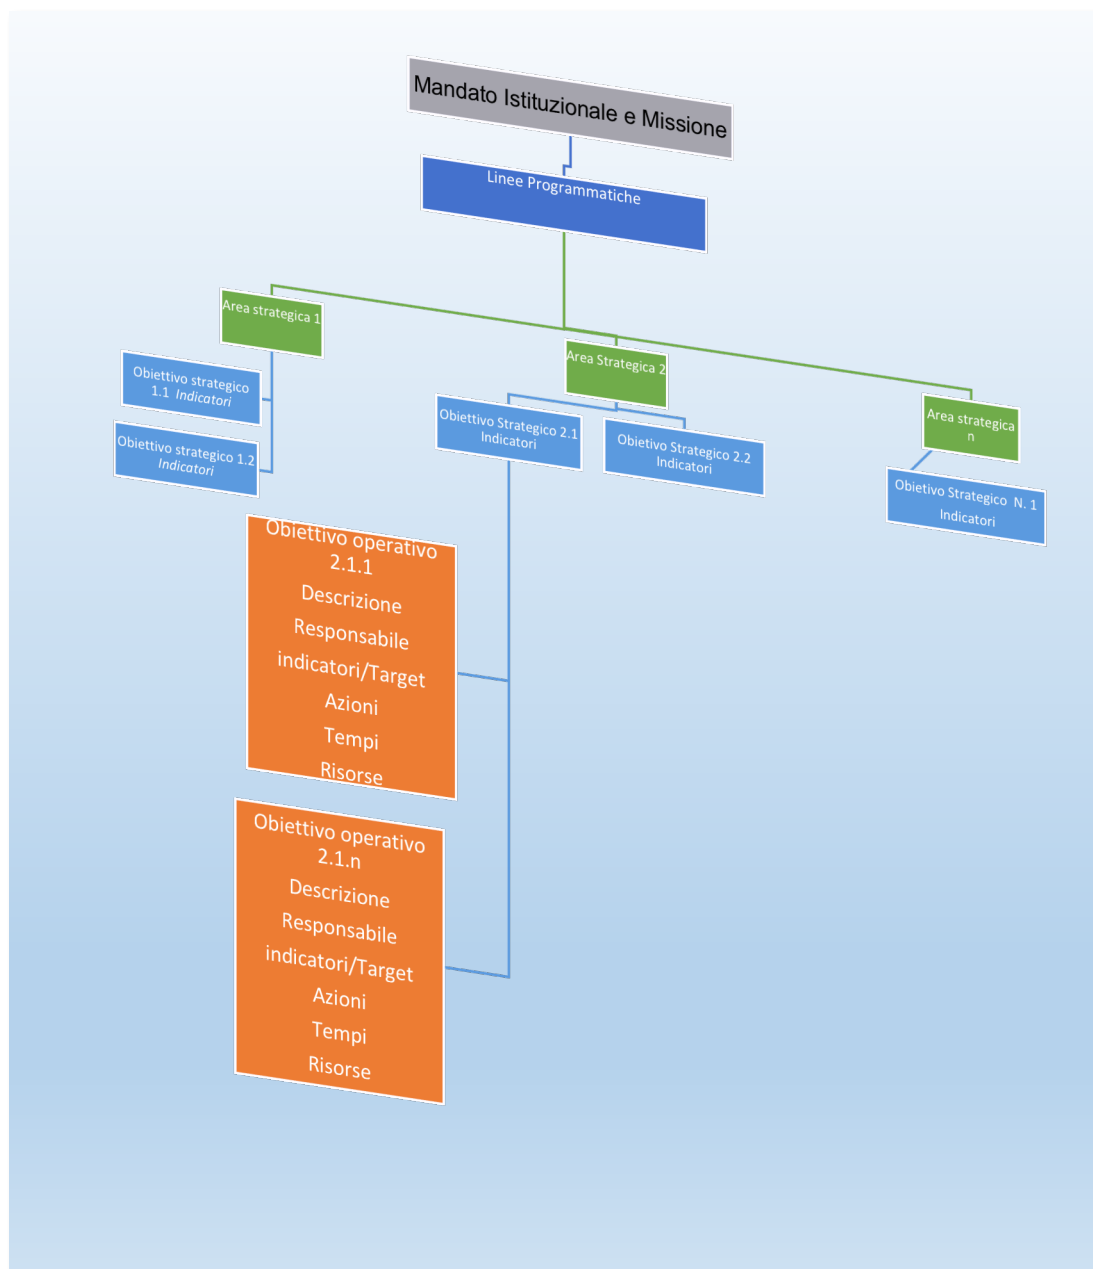 Mandato Istituzionale e Missione
Linee Programmatiche
Area strategica 1
Obiettivo strategico
1.1 Indicatori
Obiettivo strategico 1.2
Indicatori
Area Strategica 2
Obiettivo Strategico 2.1
Indicatori
Obietivo Strategico 2.2
Indicatori
Area strategica
n
Obietivo Strategico N. 1
Indicatori
Obiettivo operativo
2.1.1
Descrizione
Responsabile
indicatori/Target
Azioni
Tempi
Risorse
Obiettivo operativo
2.1.n
Descrizione
Responsabile
indicatori/Target
Azioni
Tempi
Risorse